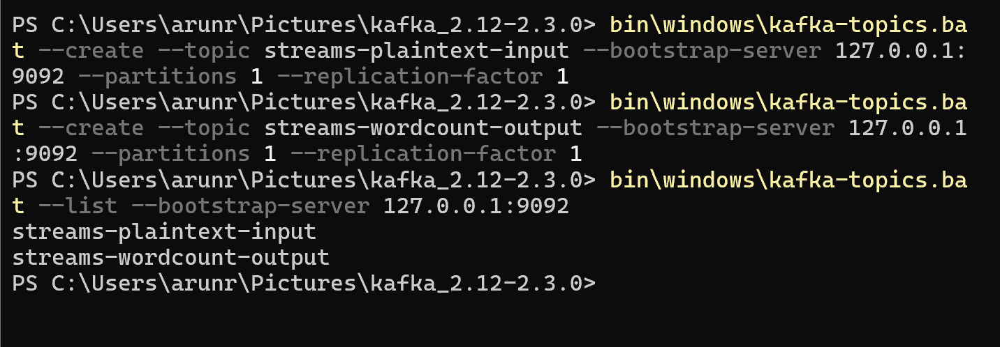 PS C:\Users\arunr\Pictures\kafka_2.12-2.3.0> bin\windows\kafka-topics.ba
t --create --topic streams-plaintext-input --bootstrap-server 127.0.0.1:
9092 --partitions 1 --replication-factor 1
PS C:\Users\arunr\Pictures\kafka_2.12-2.3.0> bin\windows\kafka-topics.ba
t --create --topic streams-wordcount-output --bootstrap-server 127.0.0.1
:9092 --partitions 1 --replication-factor 1
PS C:\Users\arunr\Pictures\kafka_2.12-2.3.0> bin\windows\kafka-topics.ba
t --list --bootstrap-server 127.0.0.1:9092
streams-plaintext-input
streams-wordcount-output
PS C:\Users\arunr\Pictures\kafka_2.12-2.3.0>